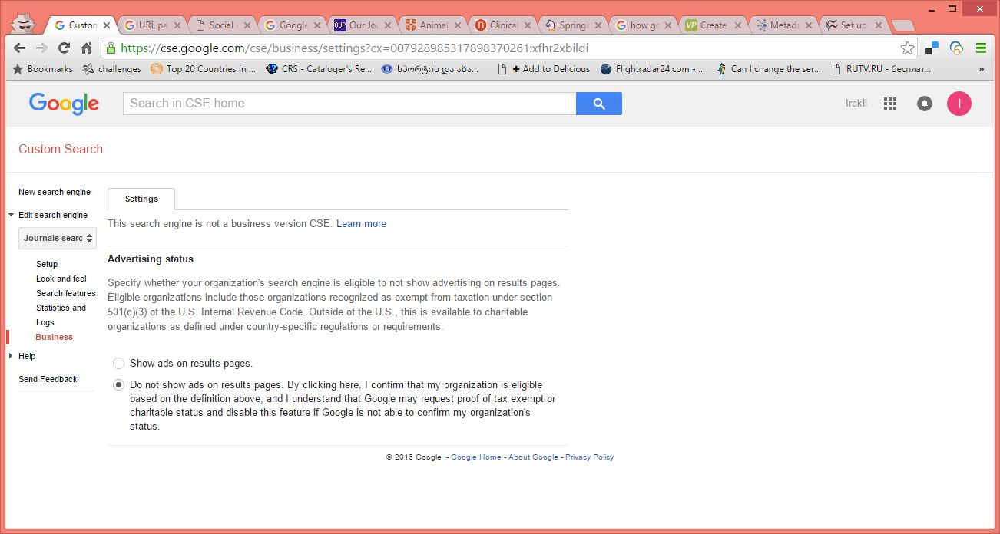 Custom
URL pa
Social
Google
OUP Our Jou
Animal
n Clinical
Springe
how go
VP Create
Metada
Set up
https://cse.google.com/cse/business/settings?cx=007928985317898370261:xfhr2xbildi
Bookmarks
challenges
Top 20 Countries in ...
CRS - Cataloger's Re...
სპორტის და ახა...
+ Add to Delicious
Flightradar24.com - ...
Can I change the ser...
RUTV.RU - бесплат...
»
Google
Search in CSE home
Irakli
I
Custom Search
New search engine
Edit search engine
Journals searc
Setup
Look and feel
Search features
Statistics and
Logs
Business
Help
Send Feedback
Settings
This search engine is not a business version CSE. Learn more
Advertising status
Specify whether your organization's search engine is eligible to not show advertising on results pages.
Eligible organizations include those organizations recognized as exempt from taxation under section
501(c)(3) of the U.S. Internal Revenue Code. Outside of the U.S., this is available to charitable
organizations as defined under country-specific regulations or requirements.
Show ads on results pages.
Do not show ads on results pages. By clicking here, I confirm that my organization is eligible
based on the definition above, and I understand that Google may request proof of tax exempt or
charitable status and disable this feature if Google is not able to confirm my organization's
status.
© 2016 Google - Google Home - About Google - Privacy Policy